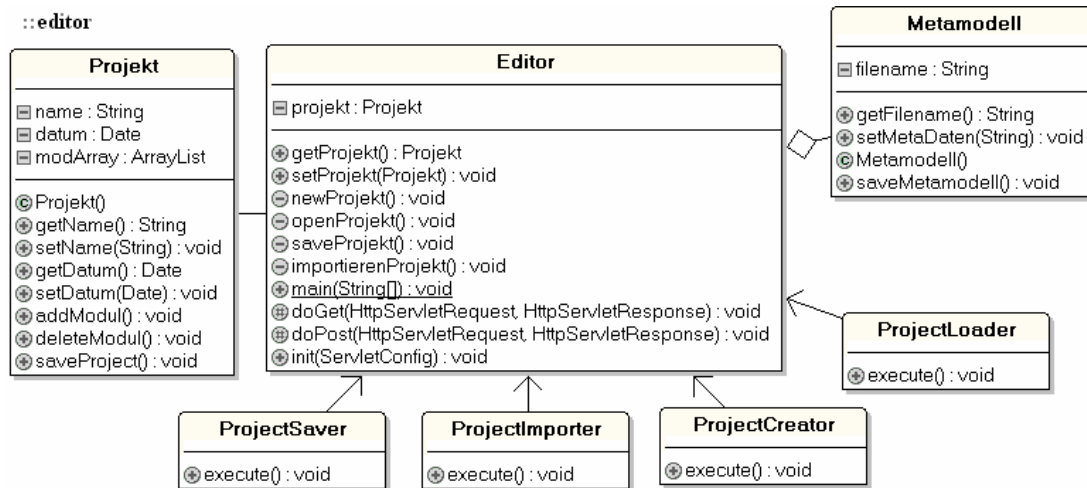 ::editor
Projekt
name : String
datum : Date
modArray : ArrayList
Projekt()
getName() : String
setName(String) : void
getDatum() : Date
setDatum(Date) : void
addModul() : void
deleteModul() : void
saveProject() : void
Editor
projekt : Projekt
getProjekt() : Projekt
setProjekt(Projekt) : void
newProjekt() : void
openProjekt() : void
saveProjekt() : void
importierenProjekt() : void
main(String[]) : void
doGet(HttpServletRequest, HttpServletResponse) : void
doPost(HttpServletRequest, HttpServletResponse) : void
init(ServletConfig) : void
Metamodell
filename : String
getFilename() : String
setMetaDaten(String) : void
Metamodell()
saveMetamodell() : void
ProjectLoader
execute() : void
ProjectSaver
execute() : void
ProjectImporter
execute() : void
ProjectCreator
execute() : void